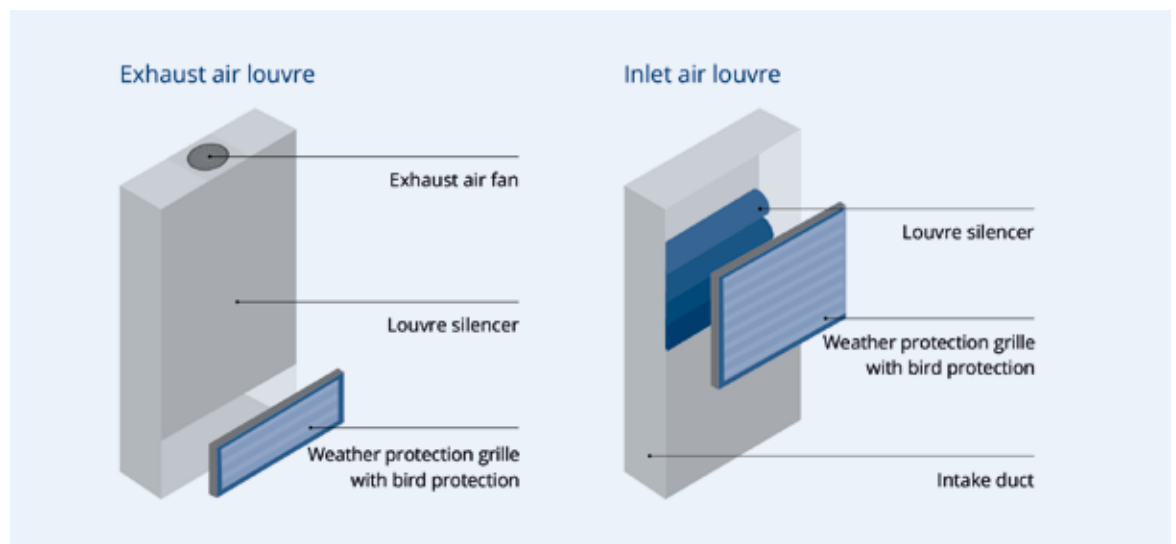 Exhaust air louvre
Exhaust air fan
Louvre silencer
Weather protection grille
with bird protection
Inlet air louvre
Louvre silencer
Weather protection grille
with bird protection
Intake duct